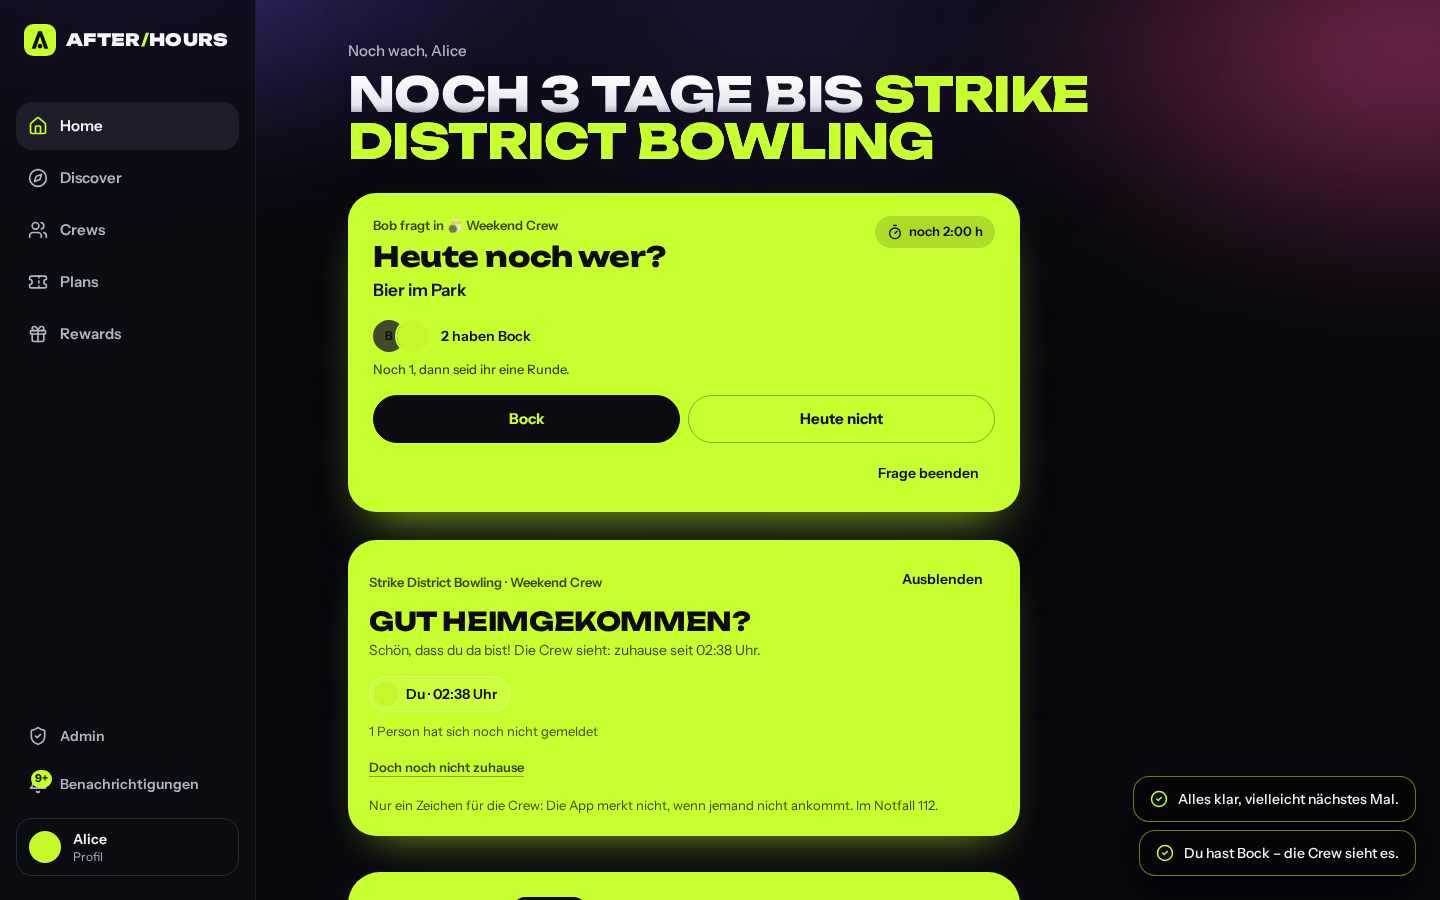 AFTER/HOURS
Home
Discover
Crews
Plans
Rewards
Admin
9+
Benachrichtigungen
Alice
Profil
Noch wach, Alice
NOCH 3 TAGE BIS STRIKE
DISTRICT BOWLING
Bob fragt in Weekend Crew
noch 2:00 h
Heute noch wer?
Bier im Park
B
2 haben Bock
Noch 1, dann seid ihr eine Runde.
Bock
Heute nicht
Frage beenden
Strike District Bowling · Weekend Crew
Ausblenden
GUT HEIMGEKOMMEN?
Schön, dass du da bist! Die Crew sieht: zuhause seit 02:38 Uhr.
Du · 02:38 Uhr
1 Person hat sich noch nicht gemeldet
Doch noch nicht zuhause
Nur ein Zeichen für die Crew: Die App merkt nicht, wenn jemand nicht ankommt. Im Notfall 112.
Alles klar, vielleicht nächstes Mal.
Du hast Bock – die Crew sieht es.